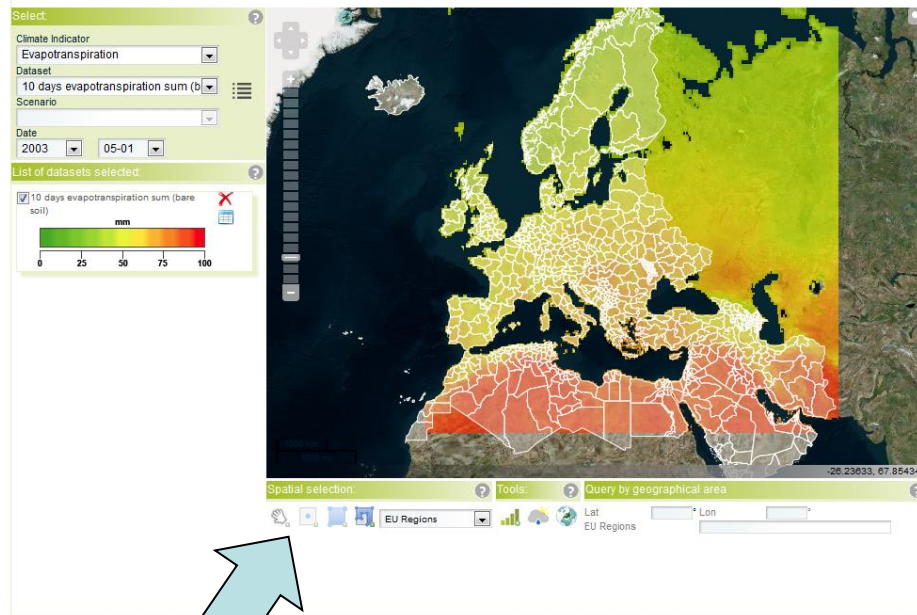 Select:
Climate Indicator
Evapotranspiration
Dataset
10 days evapotranspiration sum (b
Scenario
Date
2003 05-01
List of datasets selected:
10 days evapotranspiration sum (bare
soil)
mm
0 25 50 75 100
-26.23633, 67.85434
Spatial selection: Tools: Query by geographical area
EU Regions
Lat ° Lon °
EU Regions